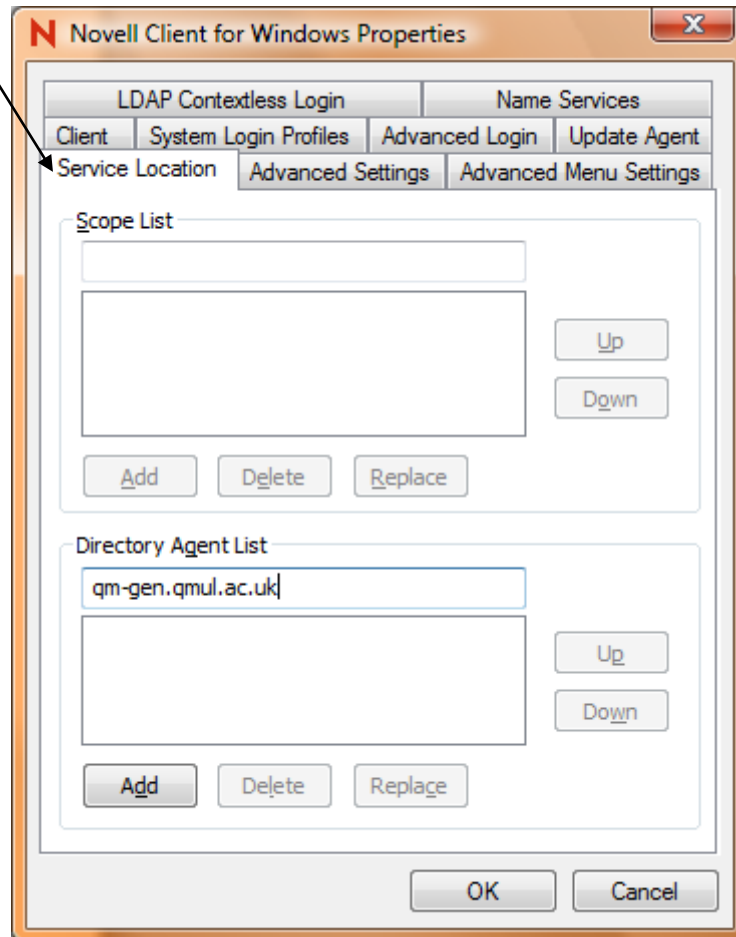 Novell Client for Windows Properties
LDAP Contextless Login Name Services
Client System Login Profiles Advanced Login Update Agent
Service Location Advanced Settings Advanced Menu Settings
Scope List
Up
Down
Add Delete Replace
Directory Agent List
qm-gen.qmul.ac.uk
Up
Down
Add Delete Replace
OK Cancel